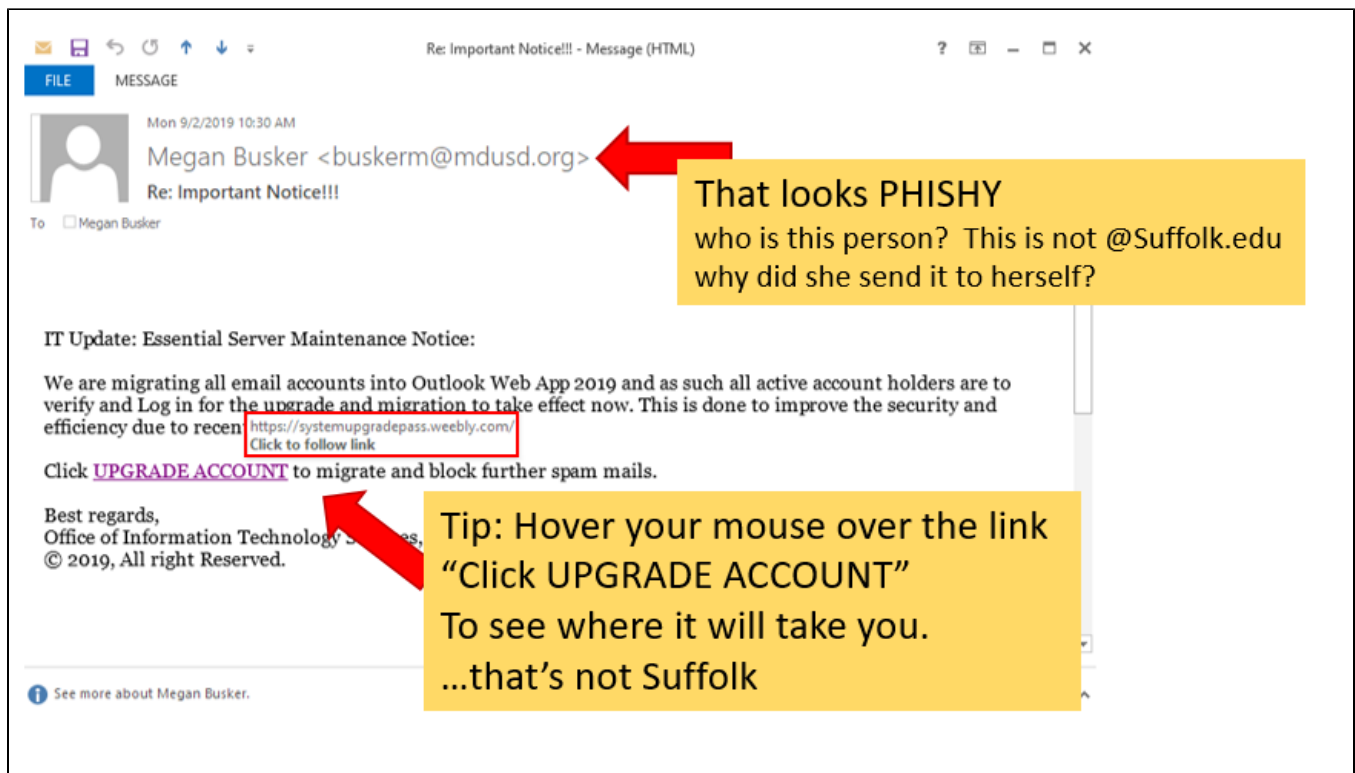 Re: Important Notice!!! - Message (HTML)
?
FILE MESSAGE
Mon 9/2/2019 10:30 AM
Megan Busker <buskerm@mdusd.org>
Re: Important Notice!!!
To Megan Busker
That looks PHISHY
who is this person? This is not @Suffolk.edu
why did she send it to herself?
IT Update: Essential Server Maintenance Notice:
We are migrating all email accounts into Outlook Web App 2019 and as such all active account holders are to
verify and Log in for the upgrade and migration to take effect now. This is done to improve the security and
efficiency due to recen
https://systemupgradepass.weebly.com/
Click to follow link
Click UPGRADE ACCOUNT to migrate and block further spam mails.
Best regards,
Office of Information Technology
© 2019, All right Reserved.
Tip: Hover your mouse over the link
“Click UPGRADE ACCOUNT”
To see where it will take you.
...that’s not Suffolk
See more about Megan Busker.